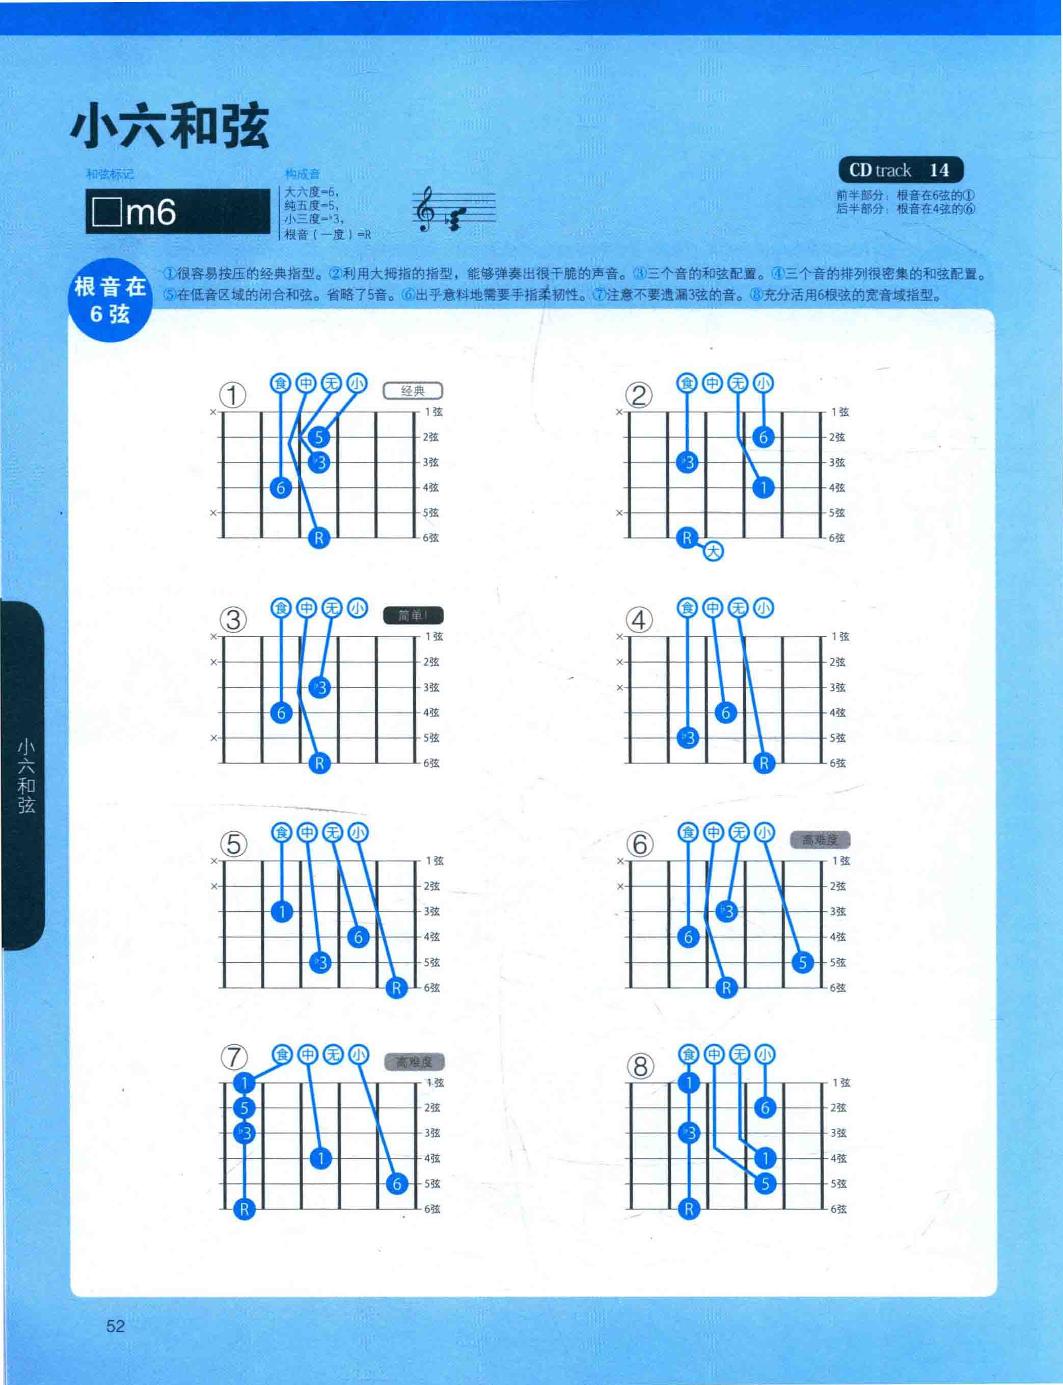 小六和弦
和弦标记
□m6
构成音
大六度=6,
纯五度=5,
小三度=♭3,
根音(一度)=R
CD track 14
前半部分:根音在6弦的①
后半部分:根音在4弦的⑥
根音在
6弦
①很容易按压的经典指型。②利用大拇指的指型,能够弹奏出很干脆的声音。③三个音的和弦配置。④三个音的排列很密集的和弦配置。
⑤在低音区域的闭合和弦。省略了5音。⑥出乎意料地需要手指柔韧性。⑦注意不要遗漏3弦的音。⑧充分活用6根弦的宽音域指型。
① 食 中 无 小 经典
× 1弦
5 2弦
♭3 3弦
6 4弦
× 5弦
R 6弦
② 食 中 无 小
× 1弦
6 2弦
♭3 3弦
1 4弦
× 5弦
R 大 6弦
③ 食 中 无 小 简单!
× 1弦
× 2弦
♭3 3弦
6 4弦
× 5弦
R 6弦
④ 食 中 无 小
× 1弦
× 2弦
× 3弦
6 4弦
♭3 5弦
R 6弦
⑤ 食 中 无 小
× 1弦
× 2弦
1 3弦
6 4弦
♭3 5弦
R 6弦
⑥ 食 中 无 小 高难度
× 1弦
× 2弦
♭3 3弦
6 4弦
5 5弦
R 6弦
⑦ 食 中 无 小 高难度
1 1弦
5 2弦
♭3 3弦
1 4弦
6 5弦
R 6弦
⑧ 食 中 无 小
1 1弦
6 2弦
♭3 3弦
1 4弦
5 5弦
R 6弦
小六和弦
52